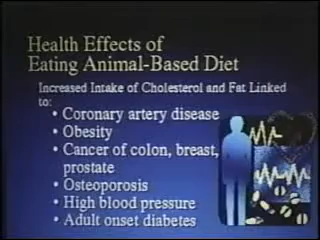 Health Effects of
Eating Animal-Based Diet
Increased Intake of Cholesterol and Fat Linked
to:
• Coronary artery disease
• Obesity
• Cancer of colon, breast,
prostate
• Osteoporosis
• High blood pressure
• Adult onset diabetes